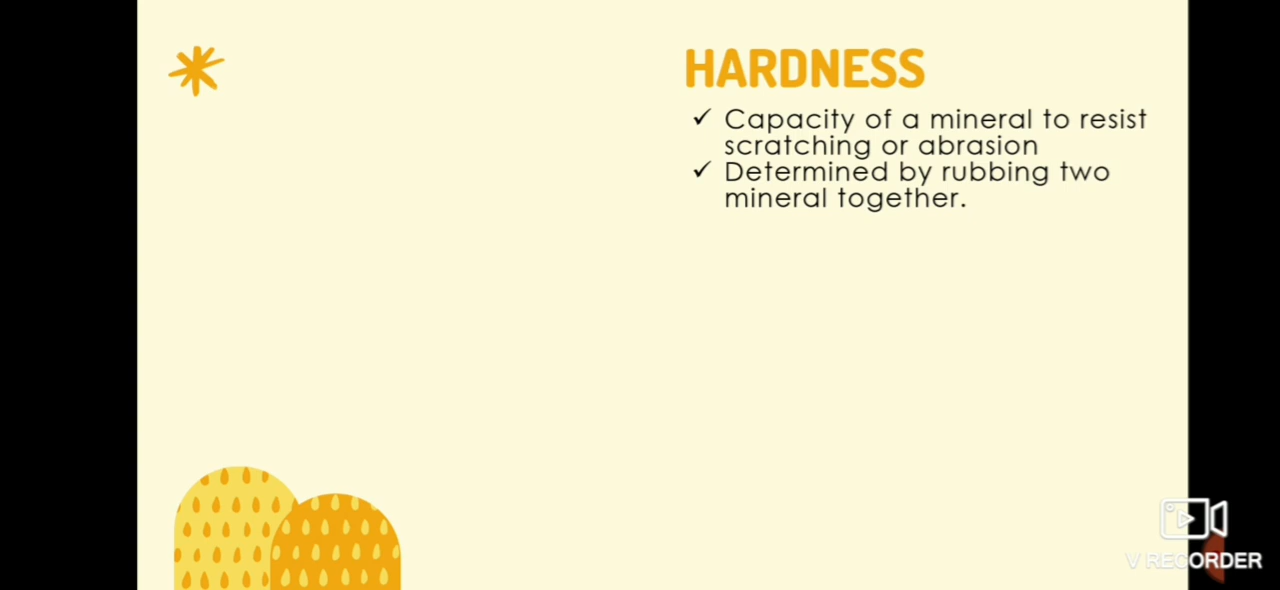 HARDNESS
✓ Capacity of a mineral to resist
scratching or abrasion
✓ Determined by rubbing two
mineral together.
V RECORDER